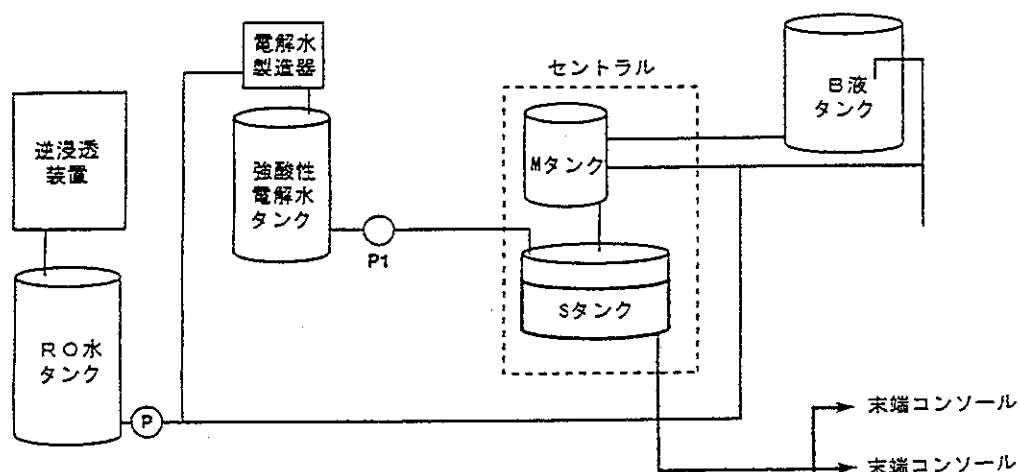 電解水
製造器
セントラル
B液
タンク
逆浸透
装置
強酸性
電解水
タンク
Mタンク
P1
Sタンク
RO水
タンク
P
末端コンソール
末端コンソール